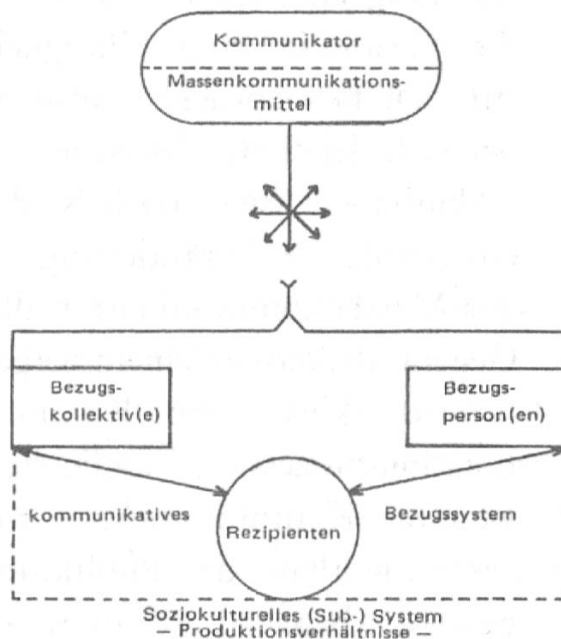 Kommunikator
Massenkommunikations-
mittel
Bezugs-
kollektiv(e)
Bezugs-
person(en)
kommunikatives
Rezipienten
Bezugssystem
Soziokulturelles (Sub-) System
— Produktionsverhältnisse —